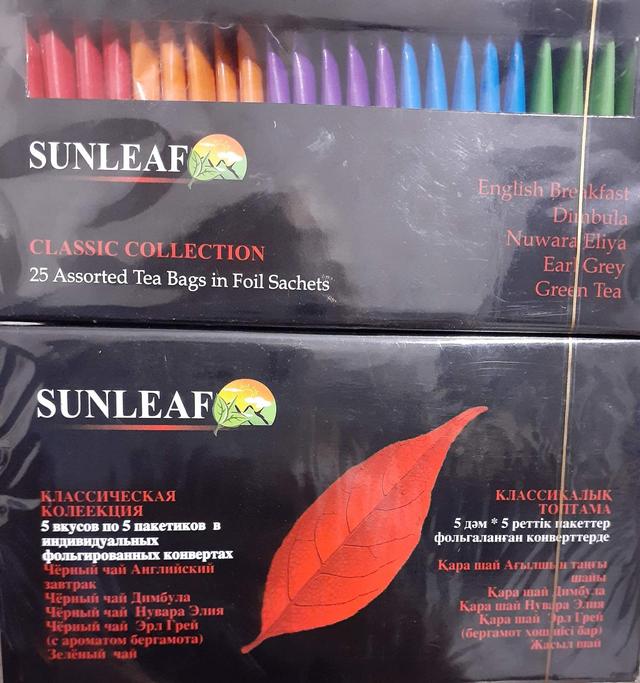 SUNLEAF
CLASSIC COLLECTION
25 Assorted Tea Bags in Foil Sachets
English Breakfast
Dimbula
Nuwara Eliya
Earl Grey
Green Tea
SUNLEAF
КЛАССИЧЕСКАЯ
КОЛЕЕКЦИЯ
5 вкусов по 5 пакетиков в
индивидуальных
фольгированных конвертах
Чёрный чай Английский
завтрак
Чёрный чай Димбула
Чёрный чай Нувара Элия
Чёрный чай Эрл Грей
(с ароматом бергамота)
Зелёный чай
КЛАССИКАЛЫҚ
ТОПТАМА
5 дәм * 5 реттік пакеттер
фольгаланған конверттерде
Қара шай Ағылшын таңғы
шайы
Қара шай Димбула
Қара шай Нувара Элия
Қара шай Эрл Грей
(бергамот хош иісі бар)
Жасыл шай